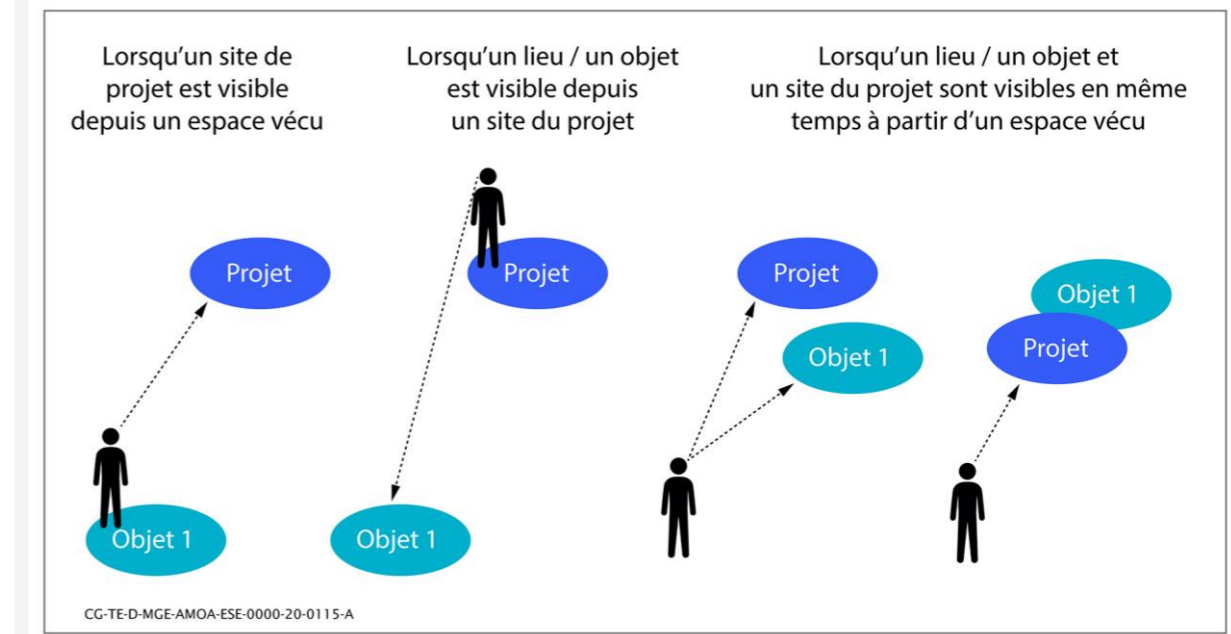 Lorsqu'un site de
projet est visible
depuis un espace vécu
Lorsqu'un lieu / un objet
est visible depuis
un site du projet
Lorsqu'un lieu / un objet et
un site du projet sont visibles en même
temps à partir d'un espace vécu
Projet
Objet 1
Projet
Objet 1
Projet
Objet 1
Objet 1
Projet
CG-TE-D-MGE-AMOA-ESE-0000-20-0115-A